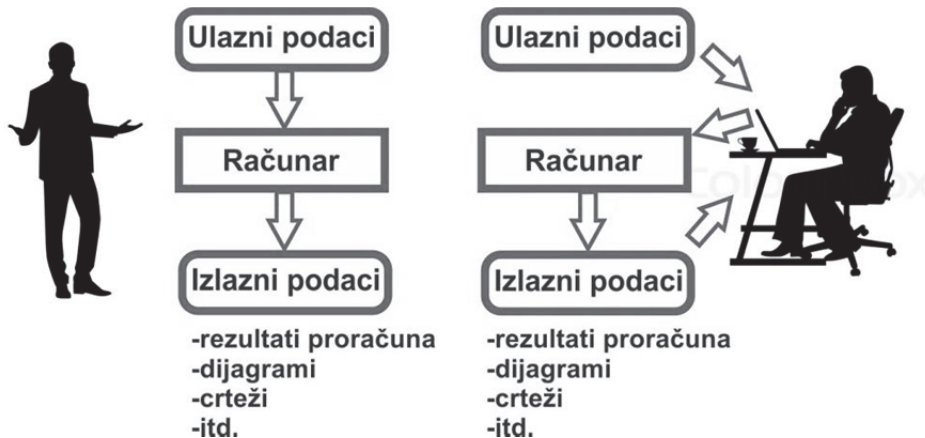 Ulazni podaci
Računar
Izlazni podaci
-rezultati proračuna
-dijagrami
-crteži
-itd.
Ulazni podaci
Računar
Izlazni podaci
-rezultati proračuna
-dijagrami
-crteži
-itd.